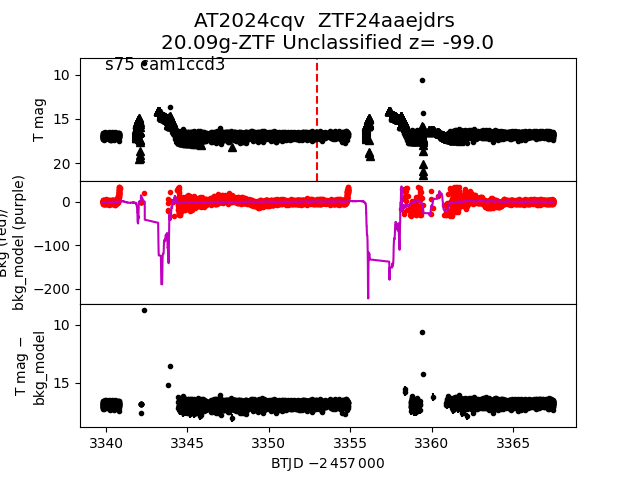 AT2024cqv  ZTF24aaejdrs
20.09g-ZTF Unclassified z= -99.0
s75 cam1ccd3
10
15
20
T mag
0
−100
−200
Bkg (red)/
bkg_model (purple)
10
15
T mag −
bkg_model
3340 3345 3350 3355 3360 3365
BTJD −2 457 000